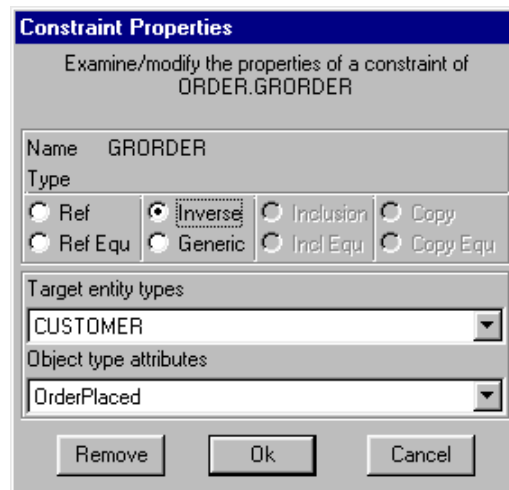 Constraint Properties
Examine/modify the properties of a constraint of
ORDER.GRORDER
Name GRORDER
Type
Ref Inverse Inclusion Copy
Ref Equ Generic Incl Equ Copy Equ
Target entity types
CUSTOMER
Object type attributes
OrderPlaced
Remove Ok Cancel